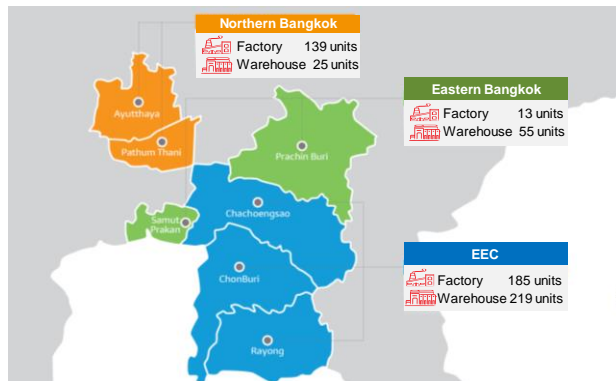 Northern Bangkok
Factory 139 units
Warehouse 25 units
Eastern Bangkok
Factory 13 units
Warehouse 55 units
Ayutthaya
Pathum Thani
Prachin Buri
Samut
Prakan
Chachoengsao
EEC
Factory 185 units
Warehouse 219 units
ChonBuri
Rayong